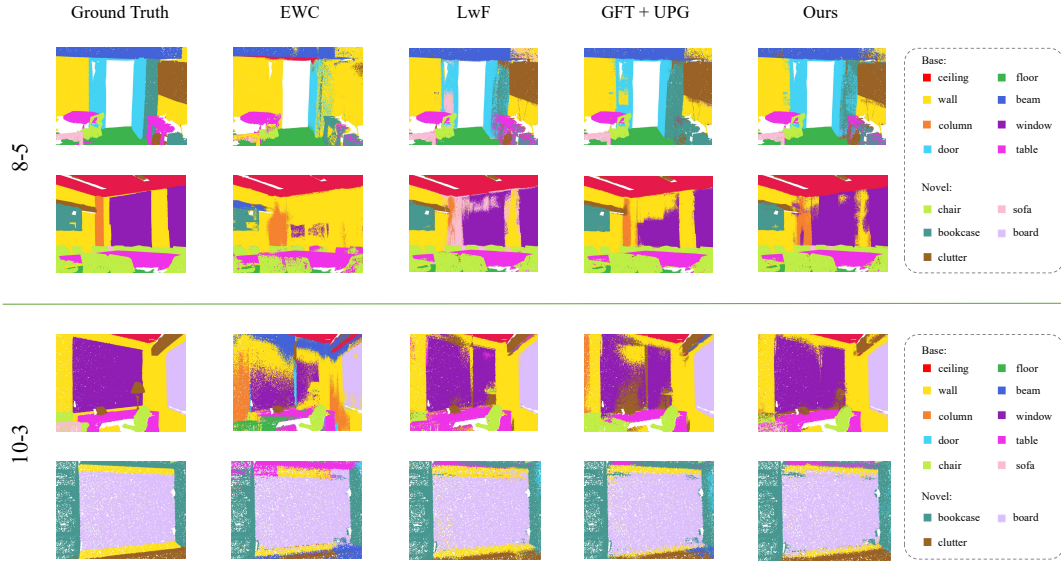 Ground Truth EWC LwF GFT + UPG Ours
8-5
Base:
ceiling floor
wall beam
column window
door table
Novel:
chair sofa
bookcase board
clutter
10-3
Base:
ceiling floor
wall beam
column window
door table
chair sofa
Novel:
bookcase board
clutter